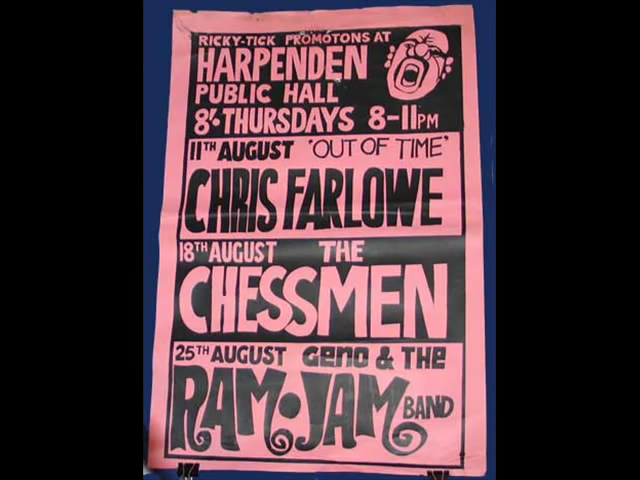 RICKY-TICK PROMOTONS AT
HARPENDEN
PUBLIC HALL
8/- THURSDAYS 8-11PM
11TH AUGUST 'OUT OF TIME'
CHRIS FARLOWE
18TH AUGUST THE
CHESSMEN
25TH AUGUST GENO & THE
RAM·JAM BAND